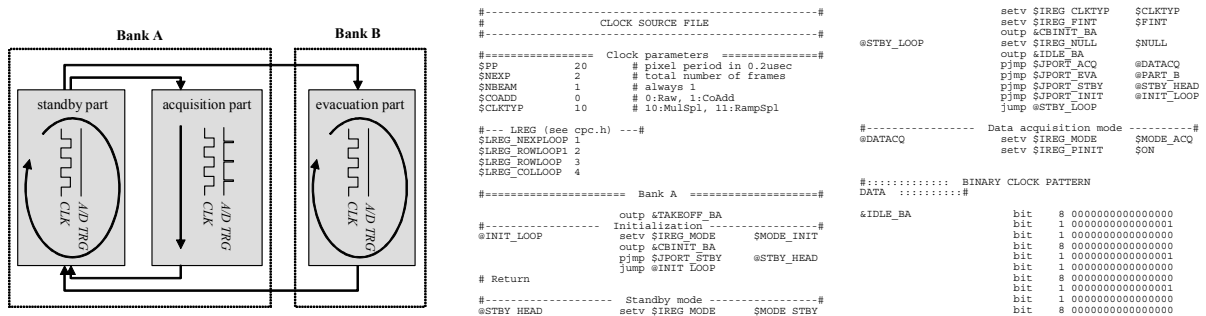 Bank A
Bank B
standby part
acquisition part
evacuation part
CLK
A/D TRG
CLK
A/D TRG
CLK
A/D TRG
#-----------------------------------------------------#
# CLOCK SOURCE FILE
#-----------------------------------------------------#
#================= Clock parameters ===============#
$PP 20 # pixel period in 0.2usec
$NEXP 2 # total number of frames
$NBEAM 1 # always 1
$COADD 0 # 0:Raw, 1:CoAdd
$CLKTYP 10 # 10:MulSpl, 11:RampSpl
#--- LREG (see cpc.h) ---#
$LREG_NEXPLOOP 1
$LREG_ROWLOOP1 2
$LREG_ROWLOOP 3
$LREG_COLLOOP 4
#====================== Bank A ====================#
outp &TAKEOFF_BA
#----------------- Initialization -----------------#
@INIT_LOOP setv $IREG_MODE $MODE_INIT
outp &CBINIT_BA
pjmp $JPORT_STBY @STBY_HEAD
jump @INIT_LOOP
# Return
#-------------------- Standby mode -----------------#
@STBY_HEAD setv $IREG_MODE $MODE_STBY
setv $IREG_CLKTYP $CLKTYP
setv $IREG_FINT $FINT
outp &CBINIT_BA
@STBY_LOOP setv $IREG_NULL $NULL
outp &IDLE_BA
pjmp $JPORT_ACQ @DATACQ
pjmp $JPORT_EVA @PART_B
pjmp $JPORT_STBY @STBY_HEAD
pjmp $JPORT_INIT @INIT_LOOP
jump @STBY_LOOP
#----------------- Data acquisition mode ----------#
@DATACQ setv $IREG_MODE $MODE_ACQ
setv $IREG_PINIT $ON
#::::::::::::: BINARY CLOCK PATTERN
DATA ::::::::::#
&IDLE_BA bit 8 0000000000000000
bit 1 0000000000000001
bit 1 0000000000000000
bit 8 0000000000000000
bit 1 0000000000000001
bit 1 0000000000000000
bit 8 0000000000000000
bit 1 0000000000000001
bit 1 0000000000000000
bit 8 0000000000000000